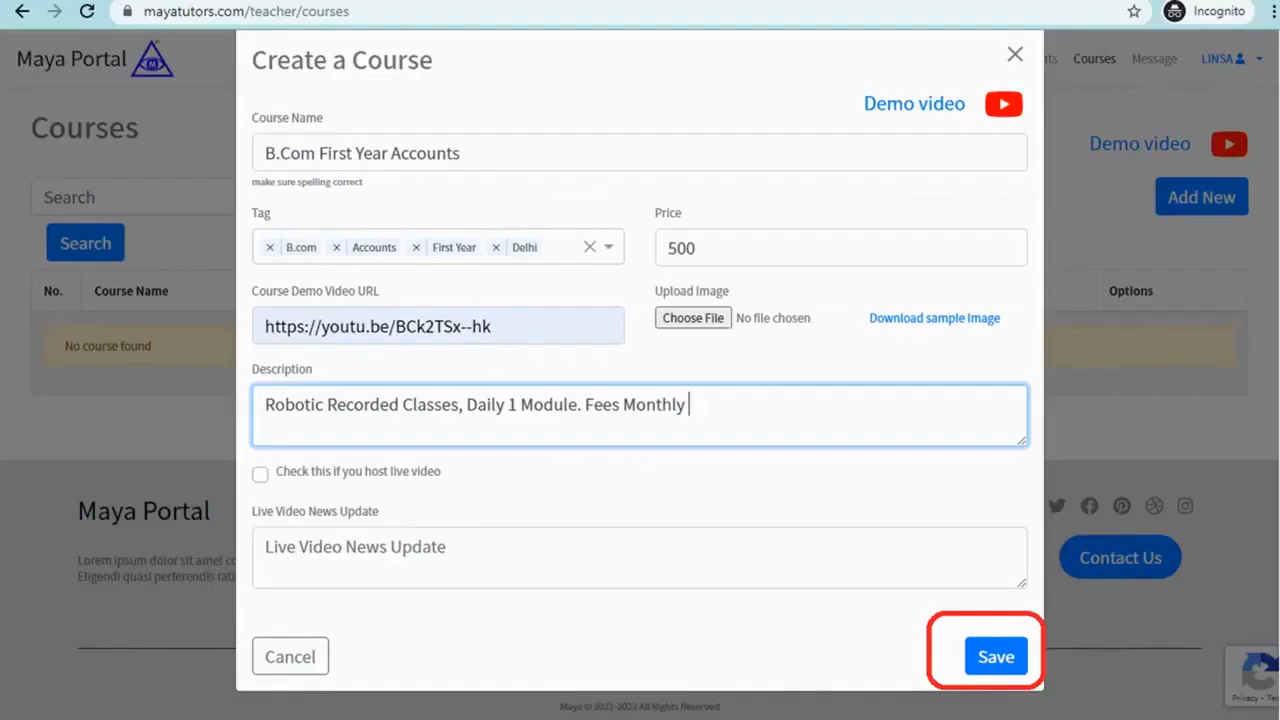 mayatutors.com/teacher/courses
Incognito
Maya Portal
Courses
Message
LINSA
Create a Course
Demo video
Courses
Demo video
Search
Add New
Search
No.
Course Name
Options
No course found
Course Name
B.Com First Year Accounts
make sure spelling correct
Tag
Price
B.com
Accounts
First Year
Delhi
500
Course Demo Video URL
Upload Image
https://youtu.be/BCk2TSx--hk
Choose File No file chosen
Download sample Image
Description
Robotic Recorded Classes, Daily 1 Module. Fees Monthly
Check this if you host live video
Live Video News Update
Live Video News Update
Cancel
Save
Maya Portal
Lorem ipsum dolor sit amet
Eligendi quasi perferendis
Contact Us
Privacy
Maya © 2021-2022 All Rights Reserved